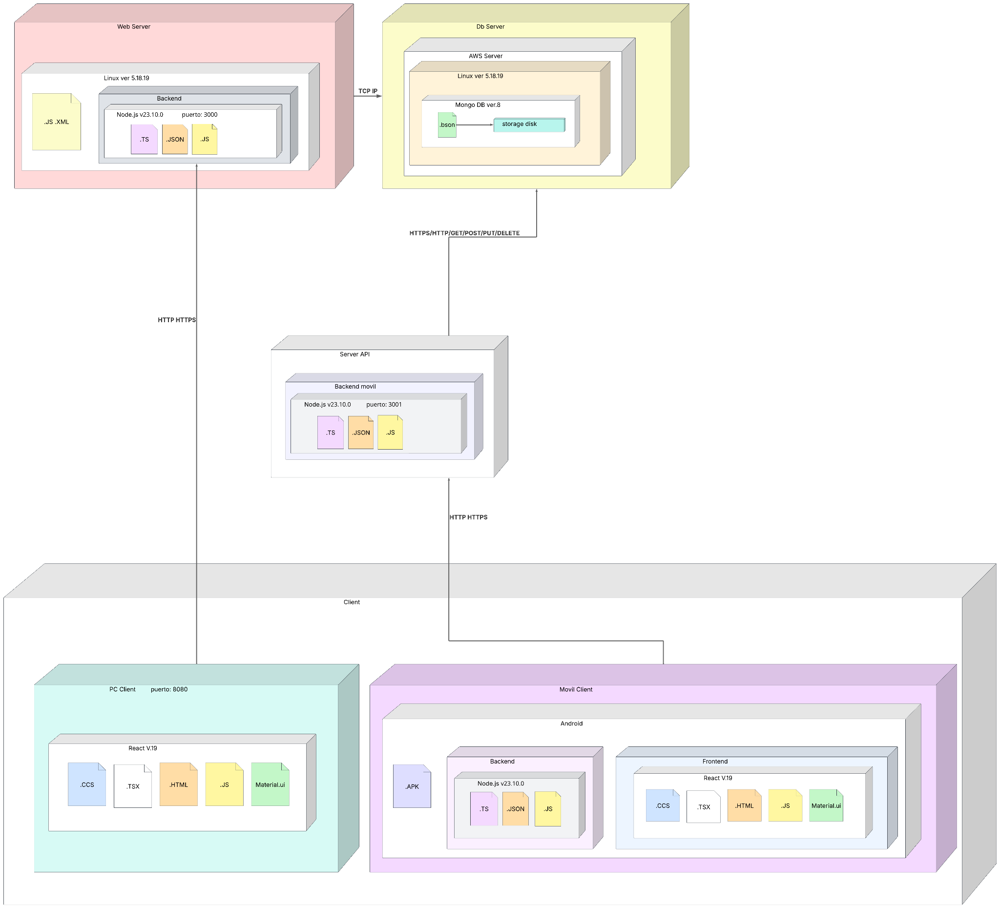 Web Server
Linux ver 5.18.19
.JS .XML
Backend
Node.js v23.10.0 puerto: 3000
.TS .JSON .JS
TCP IP
Db Server
AWS Server
Linux ver 5.18.19
Mongo DB ver.8
.bson storage disk
HTTPS/HTTP/GET/POST/PUT/DELETE
HTTP HTTPS
Server API
Backend movil
Node.js v23.10.0 puerto: 3001
.TS .JSON .JS
HTTP HTTPS
Client
PC Client puerto: 8080
React V.19
.CCS .TSX .HTML .JS Material.ui
Movil Client
Android
.APK
Backend
Node.js v23.10.0
.TS .JSON .JS
Frontend
React V.19
.CCS .TSX .HTML .JS Material.ui